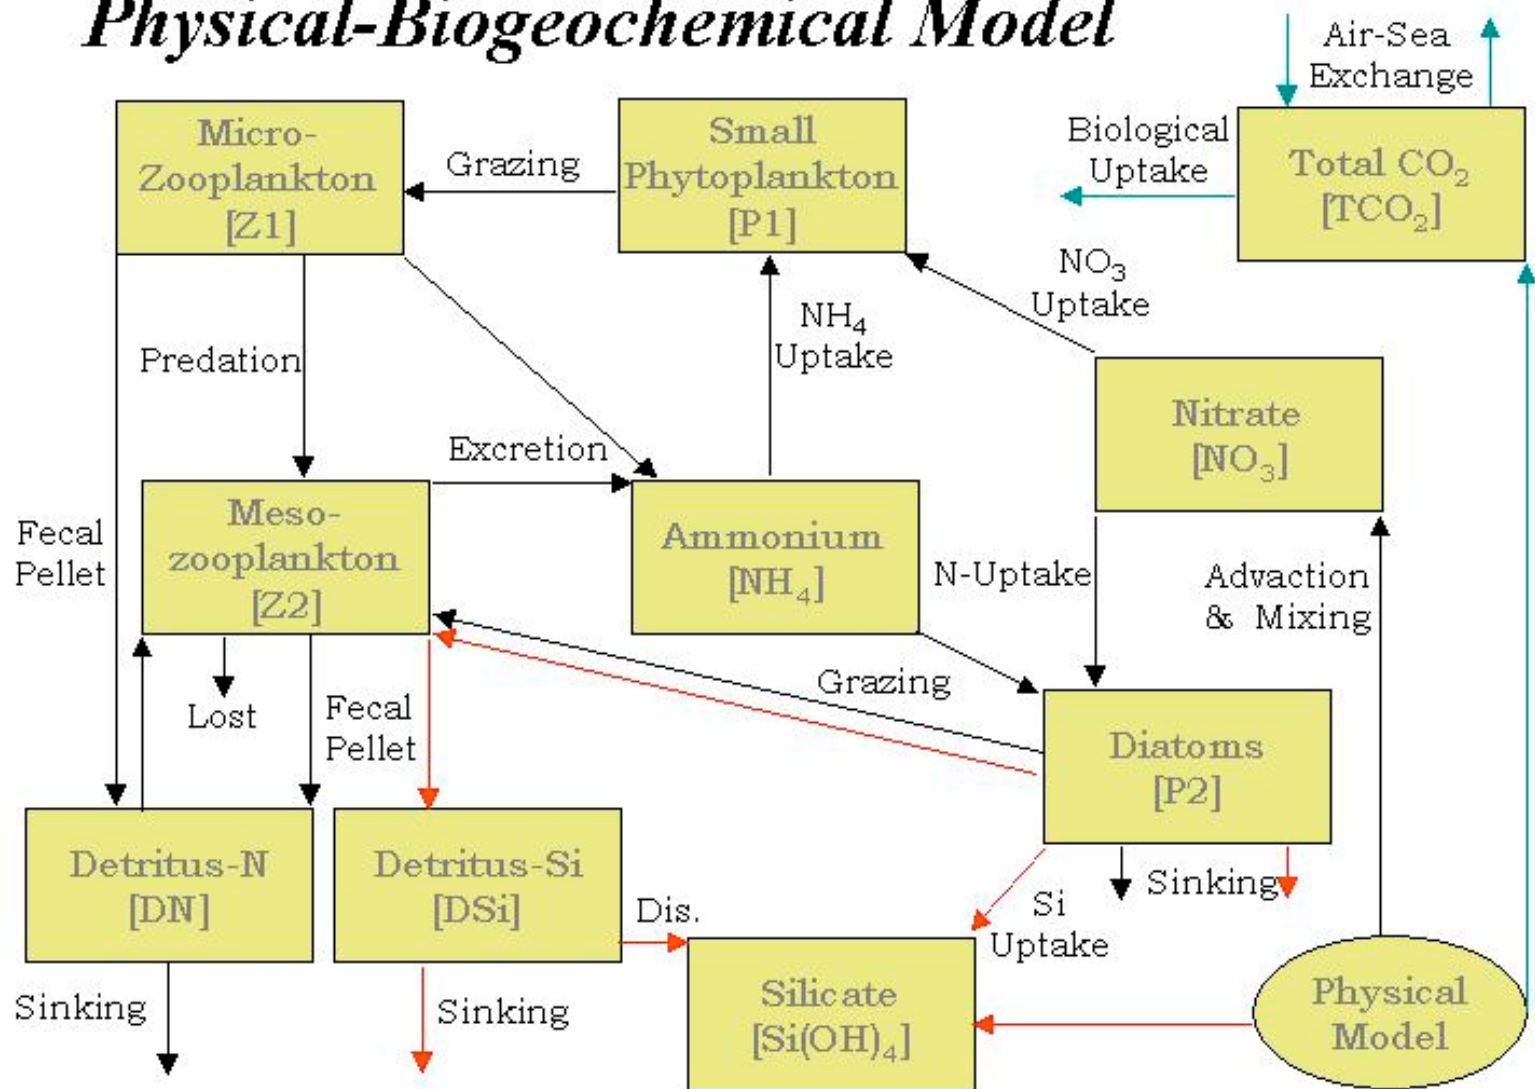 Physical-Biogeochemical Model
Air-Sea
Exchange
Micro-
Zooplankton
[Z1]
Grazing
Small
Phytoplankton
[P1]
Biological
Uptake
Total CO₂
[TCO₂]
NO₃
Uptake
NH₄
Uptake
Predation
Nitrate
[NO₃]
Excretion
Fecal
Pellet
Meso-
zooplankton
[Z2]
Ammonium
[NH₄]
N-Uptake
Advaction
& Mixing
Grazing
Lost
Fecal
Pellet
Diatoms
[P2]
Detritus-N
[DN]
Detritus-Si
[DSi]
Dis.
Si
Uptake
Sinking
Sinking
Sinking
Silicate
[Si(OH)₄]
Physical
Model